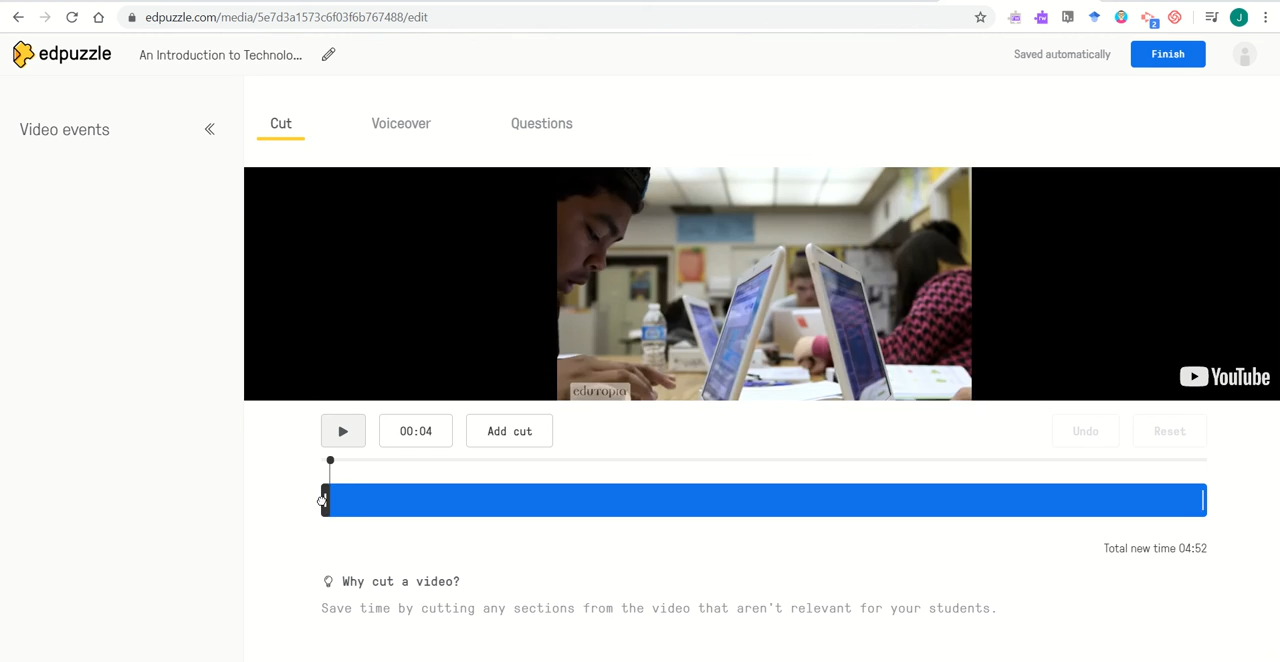 edpuzzle.com/media/5e7d3a1573c6f03f6b767488/edit
2
J
edpuzzle
An Introduction to Technolo...
Saved automatically
Finish
Video events
Cut
Voiceover
Questions
edutopia
YouTube
00:04
Add cut
Undo
Reset
Total new time 04:52
Why cut a video?
Save time by cutting any sections from the video that aren't relevant for your students.